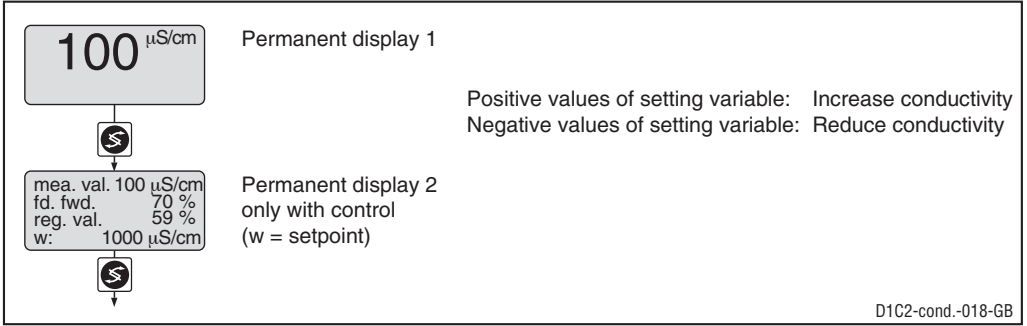 100 µS/cm
Permanent display 1
Positive values of setting variable: Increase conductivity
Negative values of setting variable: Reduce conductivity
mea. val. 100 µS/cm
fd. fwd. 70 %
reg. val. 59 %
w: 1000 µS/cm
Permanent display 2
only with control
(w = setpoint)
D1C2-cond.-018-GB